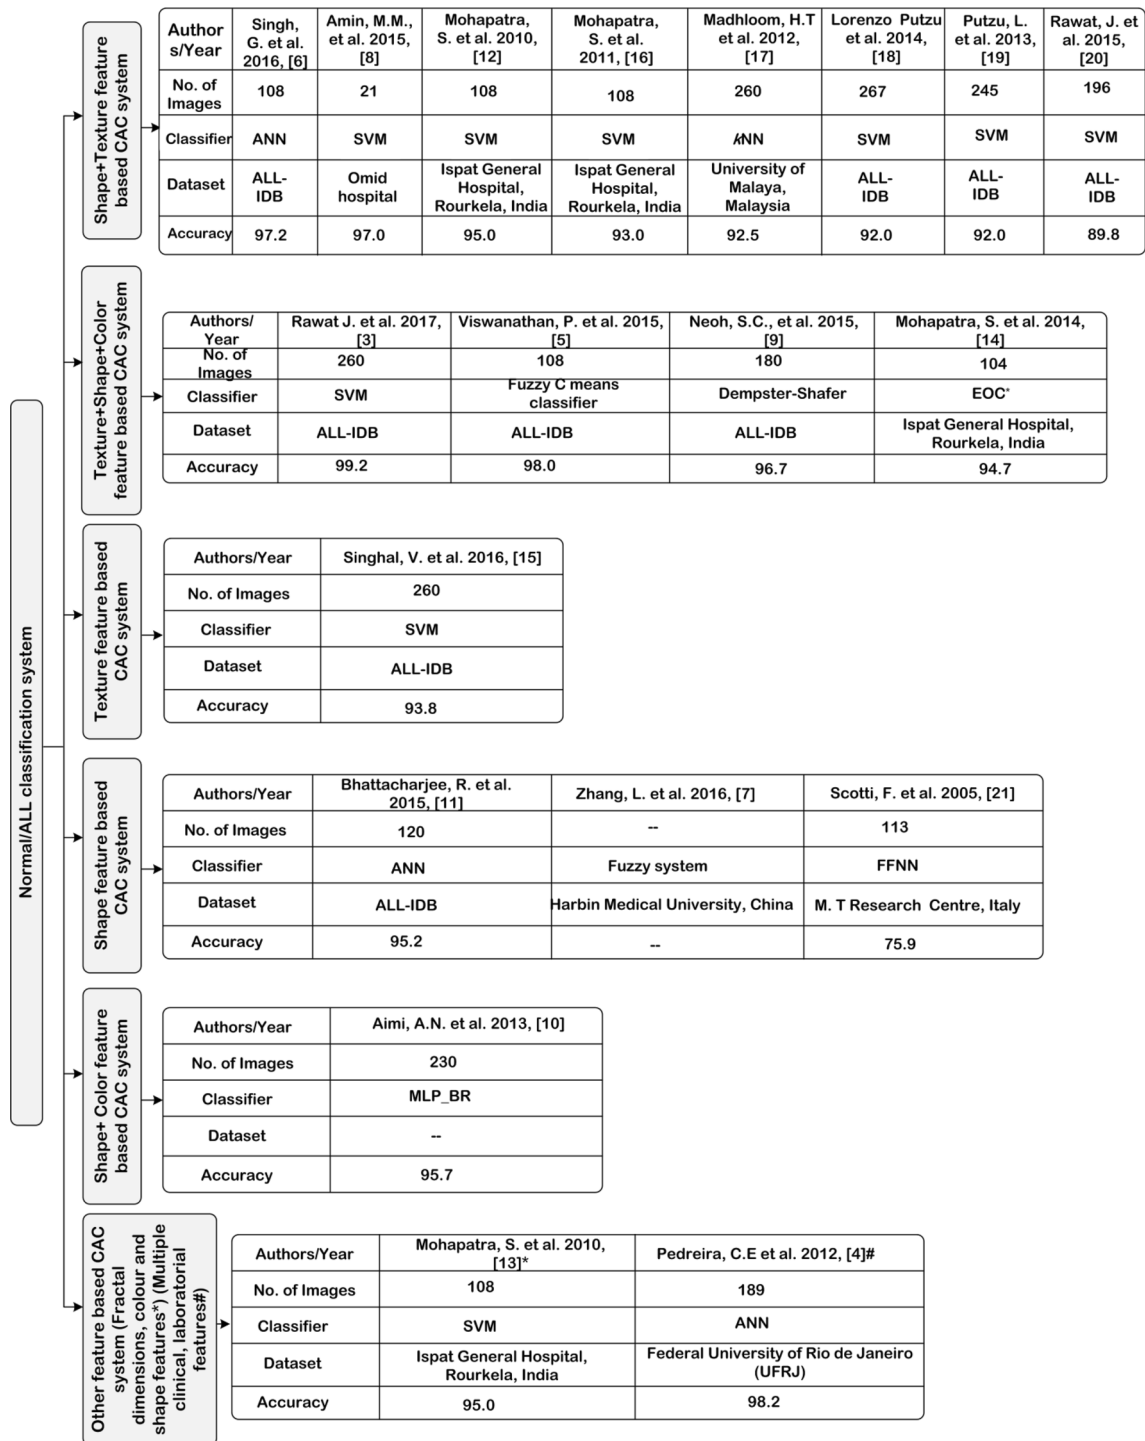 Normal/ALL classification system
Shape+Texture feature
based CAC system
Author
s/Year
Singh,
G. et al.
2016, [6]
Amin, M.M.,
et al. 2015,
[8]
Mohapatra,
S. et al. 2010,
[12]
Mohapatra,
S. et al.
2011, [16]
Madhloom, H.T
et al. 2012,
[17]
Lorenzo Putzu
et al. 2014,
[18]
Putzu, L.
et al. 2013,
[19]
Rawat, J. et
al. 2015,
[20]
No. of
Images
108
21
108
108
260
267
245
196
Classifier
ANN
SVM
SVM
SVM
kNN
SVM
SVM
SVM
Dataset
ALL-
IDB
Omid
hospital
Ispat General
Hospital,
Rourkela, India
Ispat General
Hospital,
Rourkela, India
University of
Malaya,
Malaysia
ALL-
IDB
ALL-
IDB
ALL-
IDB
Accuracy
97.2
97.0
95.0
93.0
92.5
92.0
92.0
89.8
Texture+Shape+Color
feature based CAC system
Authors/
Year
Rawat J. et al. 2017,
[3]
Viswanathan, P. et al. 2015,
[5]
Neoh, S.C., et al. 2015,
[9]
Mohapatra, S. et al. 2014,
[14]
No. of
Images
260
108
180
104
Classifier
SVM
Fuzzy C means
classifier
Dempster-Shafer
EOC*
Dataset
ALL-IDB
ALL-IDB
ALL-IDB
Ispat General Hospital,
Rourkela, India
Accuracy
99.2
98.0
96.7
94.7
Texture feature based
CAC system
Authors/Year
Singhal, V. et al. 2016, [15]
No. of Images
260
Classifier
SVM
Dataset
ALL-IDB
Accuracy
93.8
Shape feature based
CAC system
Authors/Year
Bhattacharjee, R. et al.
2015, [11]
Zhang, L. et al. 2016, [7]
Scotti, F. et al. 2005, [21]
No. of Images
120
--
113
Classifier
ANN
Fuzzy system
FFNN
Dataset
ALL-IDB
Harbin Medical University, China
M. T Research Centre, Italy
Accuracy
95.2
--
75.9
Shape+ Color feature
based CAC system
Authors/Year
Aimi, A.N. et al. 2013, [10]
No. of Images
230
Classifier
MLP_BR
Dataset
--
Accuracy
95.7
Other feature based CAC
system (Fractal
dimensions, colour and
shape features*) (Multiple
clinical, laboratorial
features#)
Authors/Year
Mohapatra, S. et al. 2010,
[13]*
Pedreira, C.E et al. 2012, [4]#
No. of Images
108
189
Classifier
SVM
ANN
Dataset
Ispat General Hospital,
Rourkela, India
Federal University of Rio de Janeiro
(UFRJ)
Accuracy
95.0
98.2